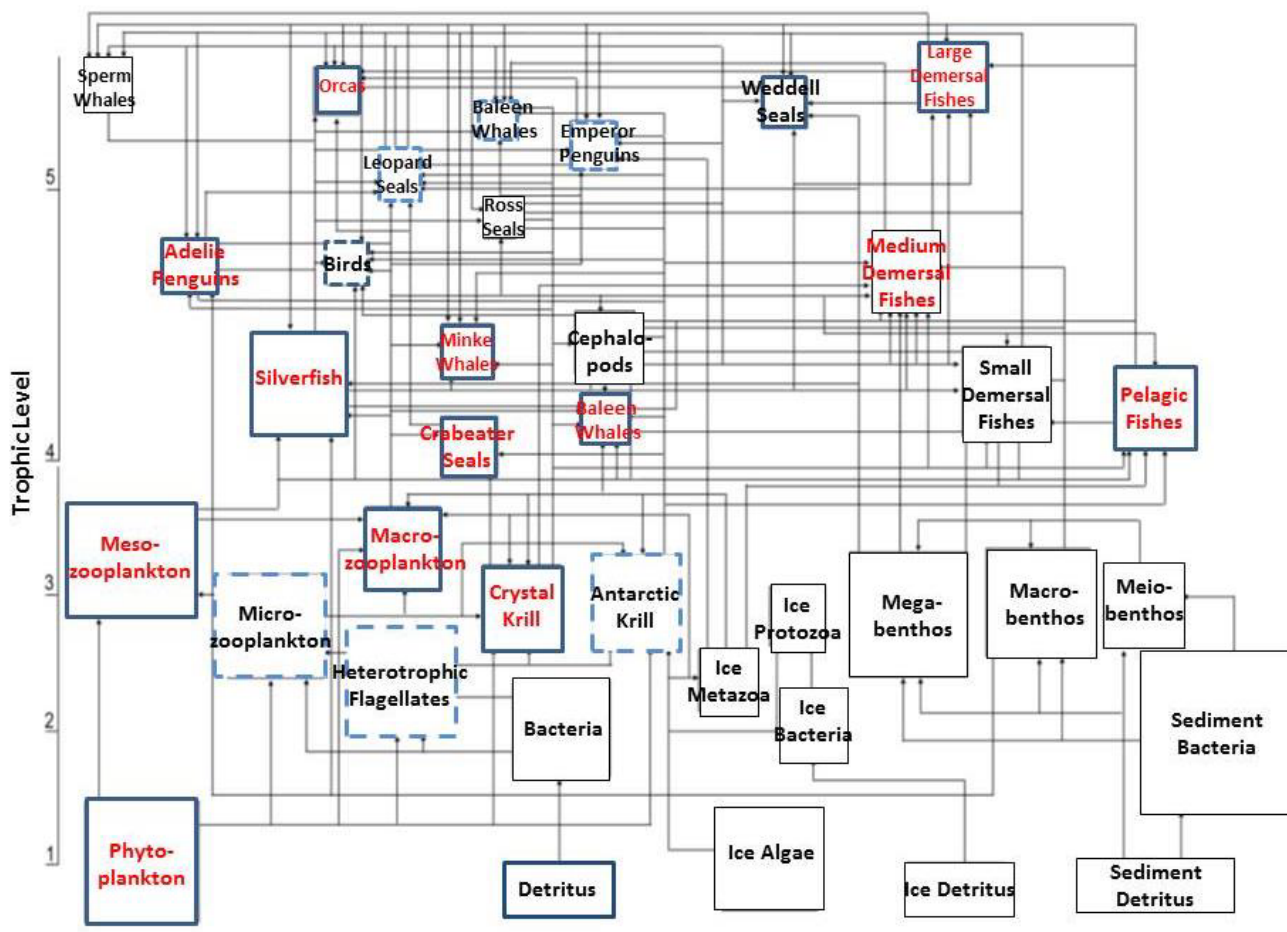 Sperm
Whales
Orcas
Baleen
Whales
Emperor
Penguins
Weddell
Seals
Large
Demersal
Fishes
Leopard
Seals
5
Ross
Seals
Adelie
Penguins
Birds
Medium
Demersal
Fishes
Silverfish
Minke
Whales
Cephalo-
pods
Small
Demersal
Fishes
Pelagic
Fishes
Baleen
Whales
Crabeater
Seals
4
Trophic Level
Meso-
zooplankton
Macro-
zooplankton
Crystal
Krill
Antarctic
Krill
3
Micro-
zooplankton
Heterotrophic
Flagellates
Ice
Protozoa
Ice
Metazoa
Ice
Bacteria
Mega-
benthos
Macro-
benthos
Meio-
benthos
2
Bacteria
Sediment
Bacteria
1
Phyto-
plankton
Detritus
Ice Algae
Ice Detritus
Sediment
Detritus